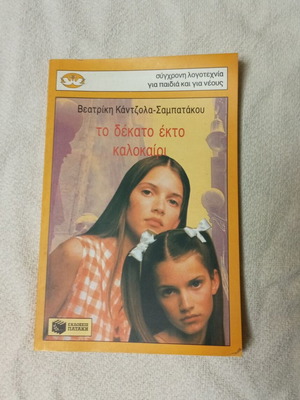 σύγχρονη λογοτεχνία
για παιδιά και για νέους
Βεατρίκη Κάντζολα-Σαμπατάκου
το δέκατο έκτο
καλοκαίρι
ΕΚΔΟΣΕΙΣ
ΠΑΤΑΚΗ